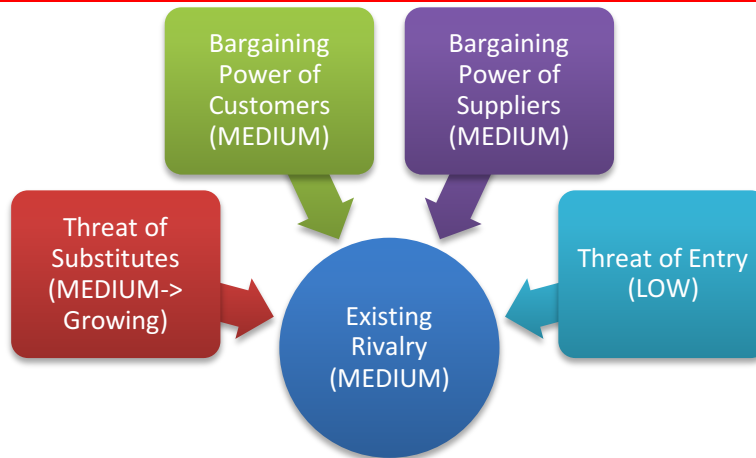 Bargaining
Power of
Customers
(MEDIUM)
Bargaining
Power of
Suppliers
(MEDIUM)
Threat of
Substitutes
(MEDIUM->
Growing)
Threat of Entry
(LOW)
Existing
Rivalry
(MEDIUM)